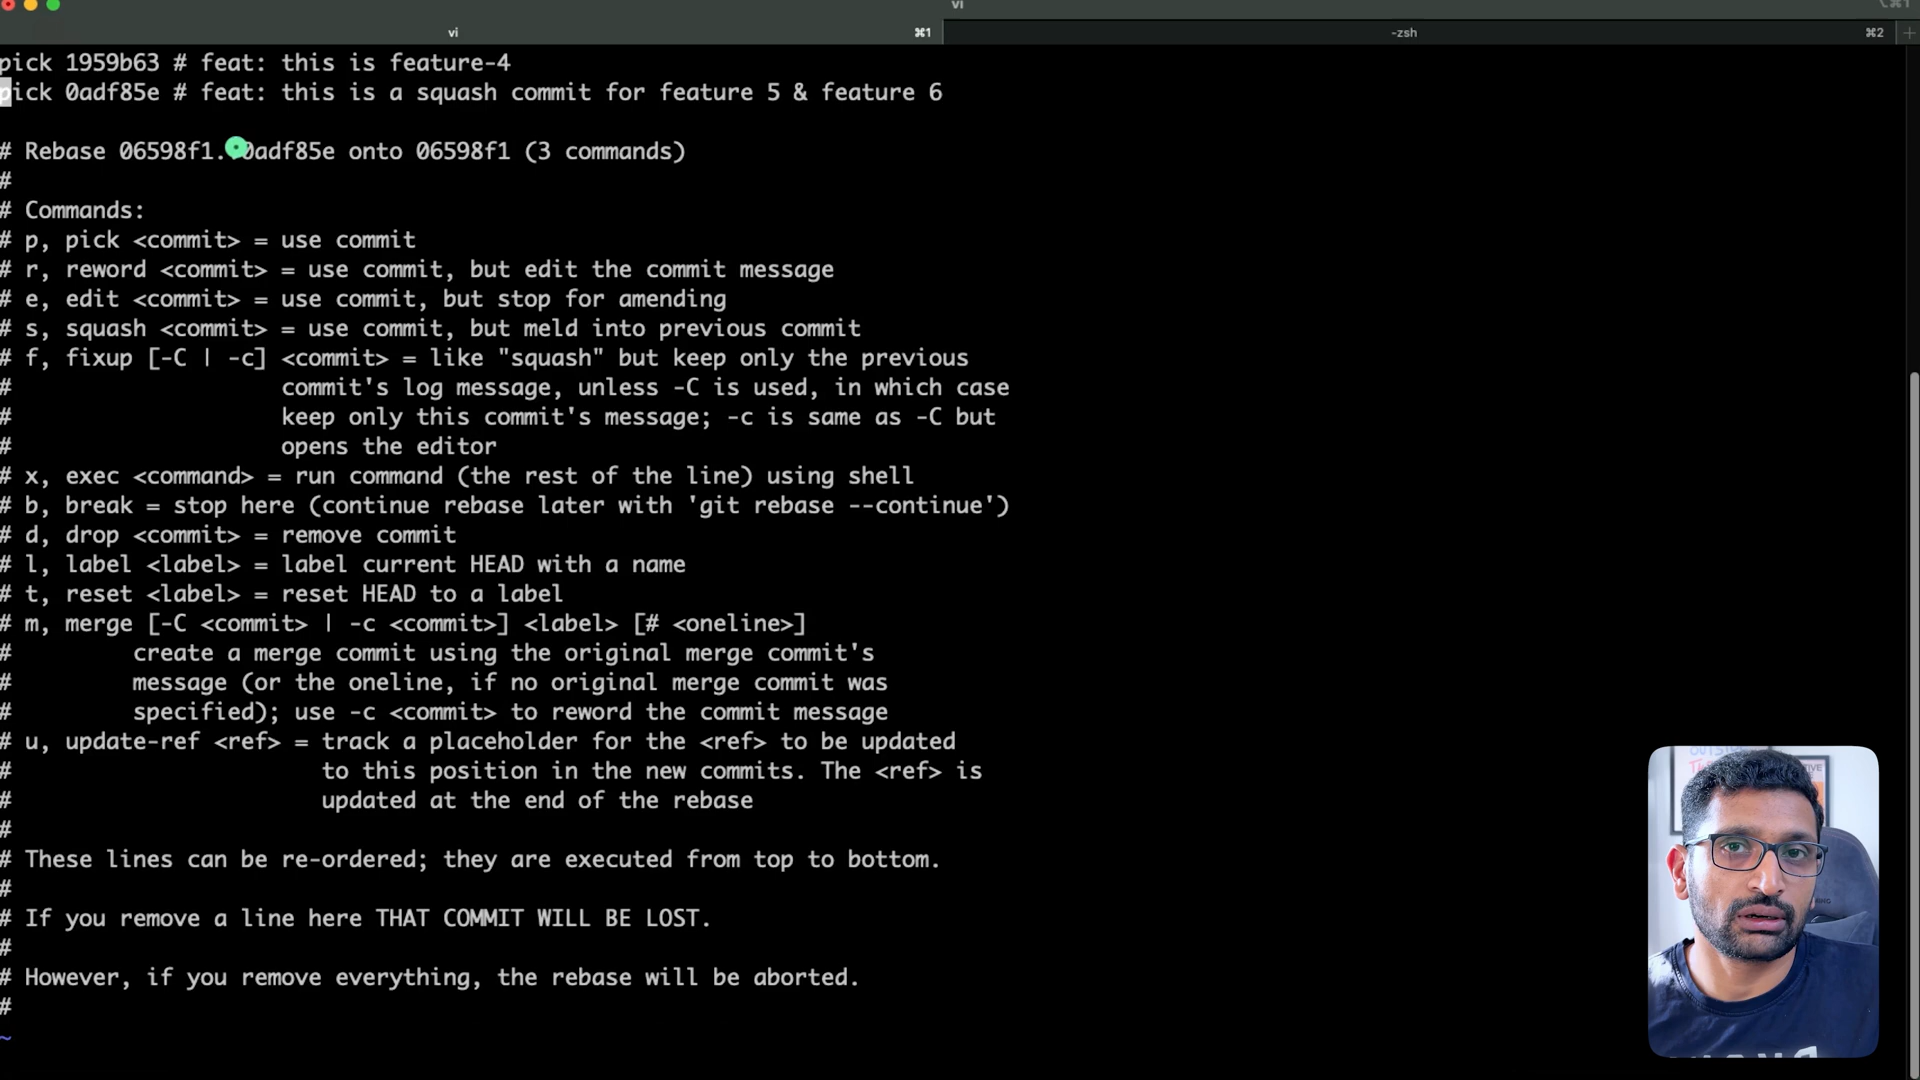 vi
vi
⌘1
-zsh
⌘2
pick 1959b63 # feat: this is feature-4
pick 0adf85e # feat: this is a squash commit for feature 5 & feature 6
# Rebase 06598f1..0adf85e onto 06598f1 (3 commands)
#
# Commands:
# p, pick <commit> = use commit
# r, reword <commit> = use commit, but edit the commit message
# e, edit <commit> = use commit, but stop for amending
# s, squash <commit> = use commit, but meld into previous commit
# f, fixup [-C | -c] <commit> = like "squash" but keep only the previous
# commit's log message, unless -C is used, in which case
# keep only this commit's message; -c is same as -C but
# opens the editor
# x, exec <command> = run command (the rest of the line) using shell
# b, break = stop here (continue rebase later with 'git rebase --continue')
# d, drop <commit> = remove commit
# l, label <label> = label current HEAD with a name
# t, reset <label> = reset HEAD to a label
# m, merge [-C <commit> | -c <commit>] <label> [# <oneline>]
# create a merge commit using the original merge commit's
# message (or the oneline, if no original merge commit was
# specified); use -c <commit> to reword the commit message
# u, update-ref <ref> = track a placeholder for the <ref> to be updated
# to this position in the new commits. The <ref> is
# updated at the end of the rebase
#
# These lines can be re-ordered; they are executed from top to bottom.
#
# If you remove a line here THAT COMMIT WILL BE LOST.
#
# However, if you remove everything, the rebase will be aborted.
#
~